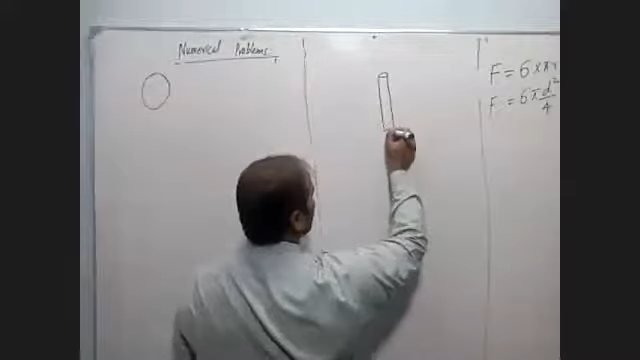 Numerical Problems
F = 6 × π r
F = 6 π d²/4